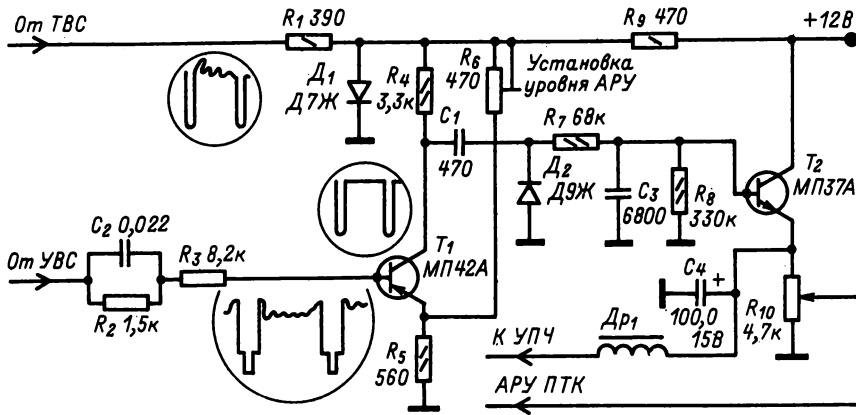 От ТВС
R1 390
R9 470
+12В
Д1
Д7Ж
R4
3,3к
R6
470
Установка
уровня АРУ
C1
470
R7 68к
Д2
Д9Ж
C3
6800
R8
330к
T2
МП37А
C2 0,022
От УВС
R3 8,2к
R2 1,5к
T1
МП42А
R5
560
C4
+
100,0
15В
R10
4,7к
Др1
К УПЧ
АРУ ПТК